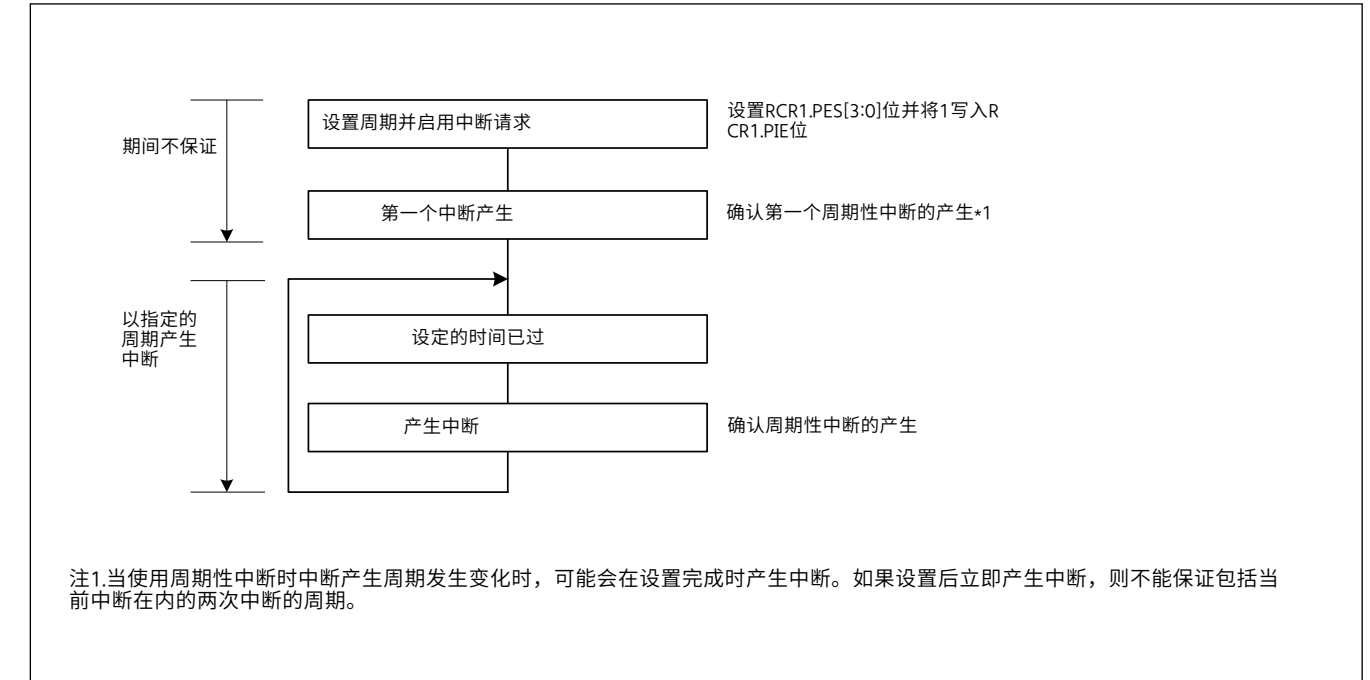 设置周期并启用中断请求
设置RCR1.PES[3:0]位并将1写入R
CR1.PIE位
期间不保证
第一个中断产生
确认第一个周期性中断的产生*1
以指定的
周期产生
中断
设定的时间已过
产生中断
确认周期性中断的产生
注1.当使用周期性中断时中断产生周期发生变化时，可能会在设置完成时产生中断。如果设置后立即产生中断，则不能保证包括当
前中断在内的两次中断的周期。